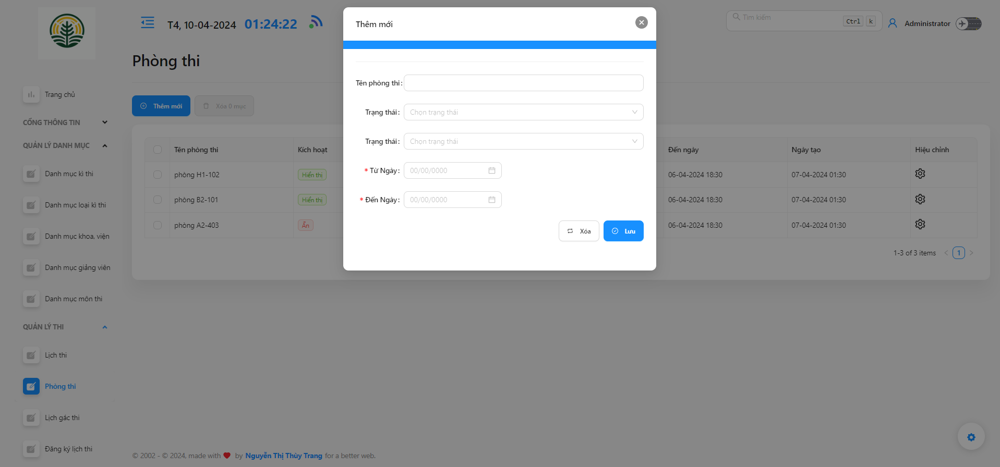 T4, 10-04-2024 01:24:22
Tìm kiếm Ctrl k
Administrator
Phòng thi
Trang chủ
CỔNG THÔNG TIN
QUẢN LÝ DANH MỤC
Danh mục kì thi
Danh mục loại kì thi
Danh mục khoa, viện
Danh mục giảng viên
Danh mục môn thi
QUẢN LÝ THI
Lịch thi
Phòng thi
Lịch gác thi
Đăng ký lịch thi
Thêm mới
Xóa 0 mục
Tên phòng thi Kích hoạt Đến ngày Ngày tạo Hiệu chỉnh
phòng H1-102 Hiển thị 06-04-2024 18:30 07-04-2024 01:30
phòng B2-101 Hiển thị 06-04-2024 18:30 07-04-2024 01:30
phòng A2-403 Ẩn 06-04-2024 18:30 07-04-2024 01:30
1-3 of 3 items < 1 >
Thêm mới
Tên phòng thi:
Trạng thái: Chọn trạng thái
Trạng thái: Chọn trạng thái
* Từ Ngày: 00/00/0000
* Đến Ngày: 00/00/0000
Xóa
Lưu
© 2002 - © 2024, made with ❤ by Nguyễn Thị Thùy Trang for a better web.